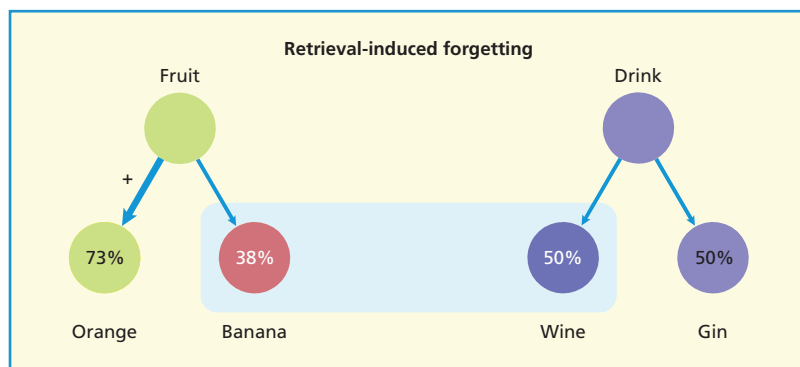 Retrieval-induced forgetting
Fruit Drink
+
73% 38% 50% 50%
Orange Banana Wine Gin